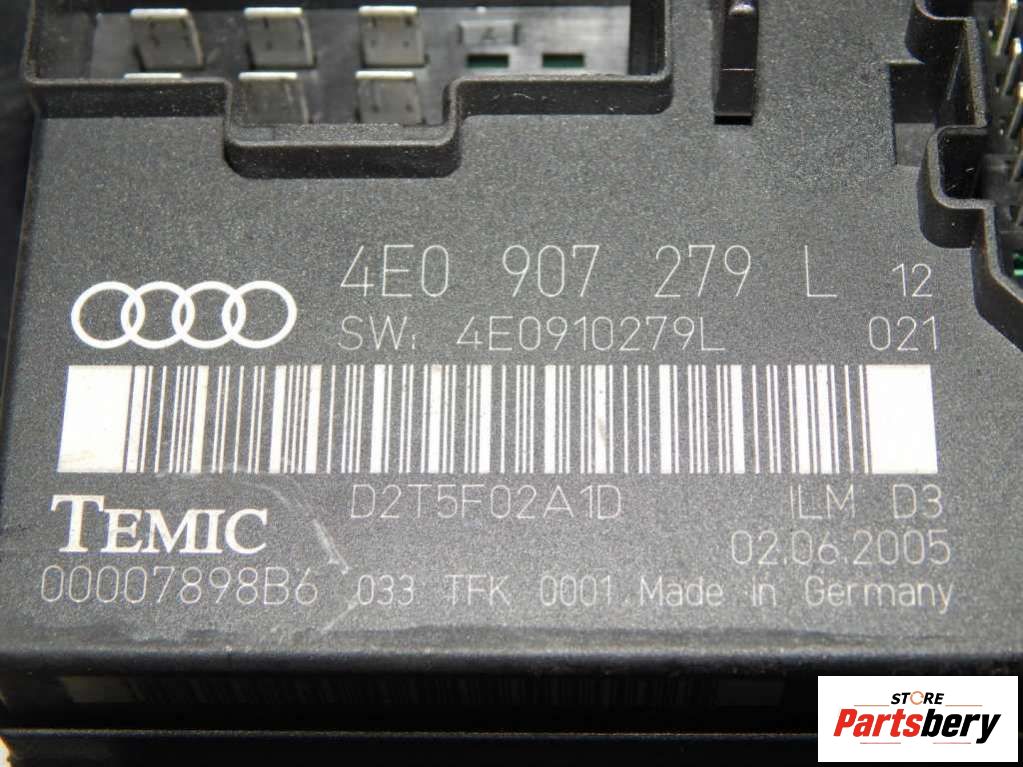 4E0 907 279 L 12
SW: 4E0910279L 021
D2T5F02A1D ILM D3
TEMIC 02.06.2005
00007898B6 033 TFK 0001 Made in Germany
STORE
Partsbery